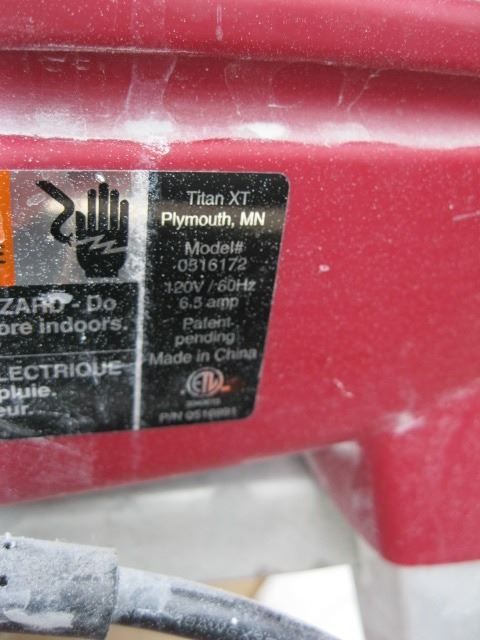 Titan XT
Plymouth, MN
Model#
0516172
120V / 60Hz
6.5 amp
Patent-
pending
Made in China
ETL
P/N
ZARD - Do
ore indoors.
LECTRIQUE
pluie.
eur.